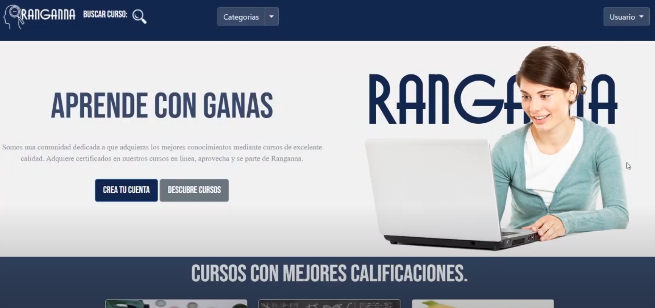 RANGANNA
BUSCAR CURSO:
Categorias
Usuario
APRENDE CON GANAS
RANGANNA
Somos una comunidad dedicada a que adquieras los mejores conocimientos mediante cursos de excelente
calidad. Adquiere certificados en nuestros cursos en linea, aprovecha y se parte de Ranganna.
CREA TU CUENTA
DESCUBRE CURSOS
CURSOS CON MEJORES CALIFICACIONES.